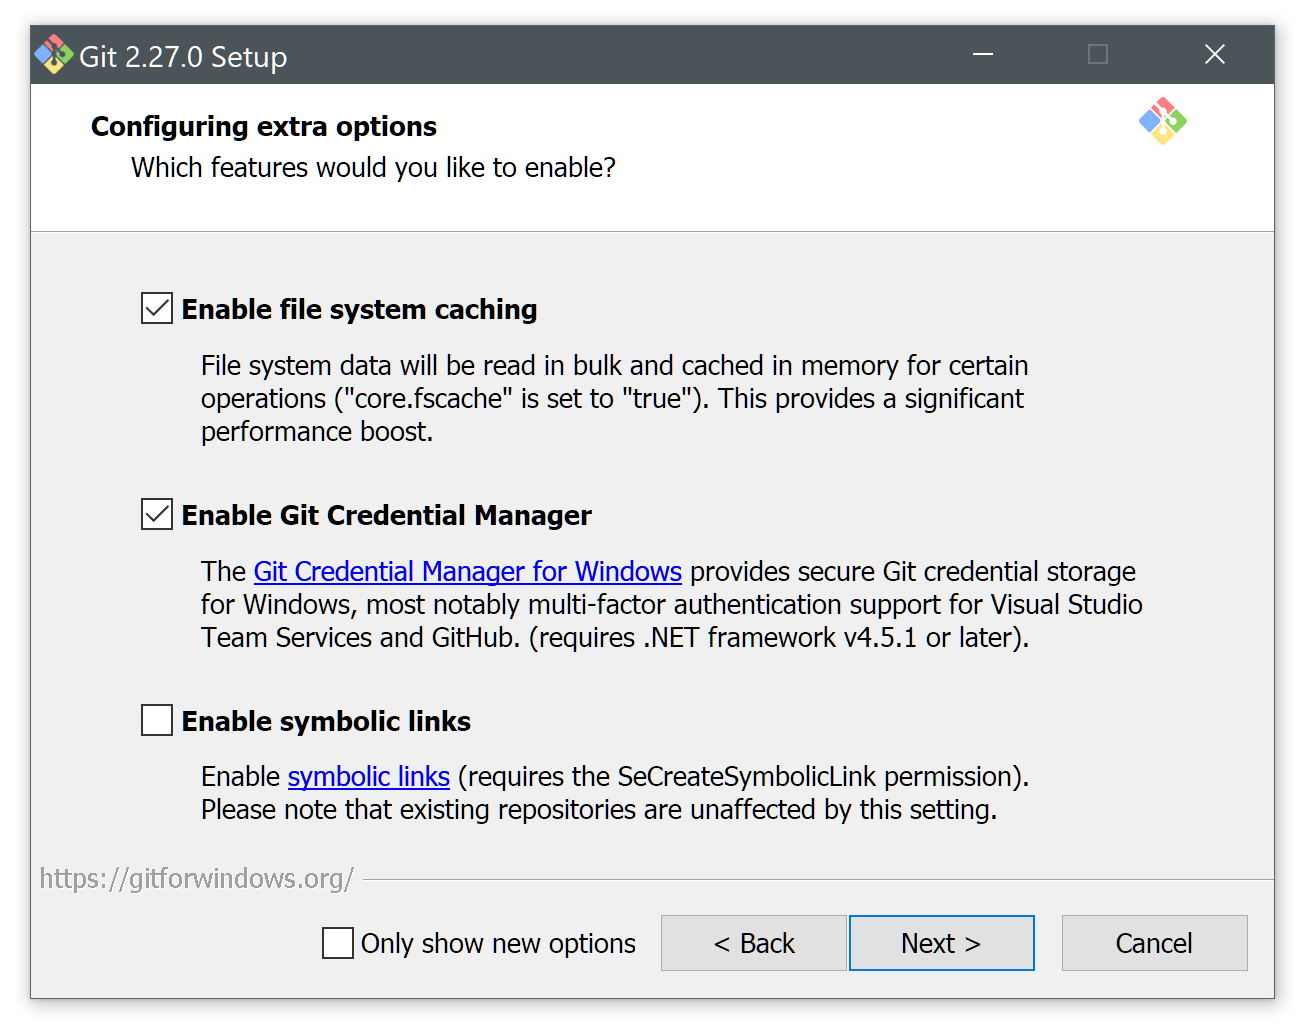 Git 2.27.0 Setup
Configuring extra options
Which features would you like to enable?
Enable file system caching
File system data will be read in bulk and cached in memory for certain
operations ("core.fscache" is set to "true"). This provides a significant
performance boost.
Enable Git Credential Manager
The Git Credential Manager for Windows provides secure Git credential storage
for Windows, most notably multi-factor authentication support for Visual Studio
Team Services and GitHub. (requires .NET framework v4.5.1 or later).
Enable symbolic links
Enable symbolic links (requires the SeCreateSymbolicLink permission).
Please note that existing repositories are unaffected by this setting.
https://gitforwindows.org/
Only show new options
< Back
Next >
Cancel